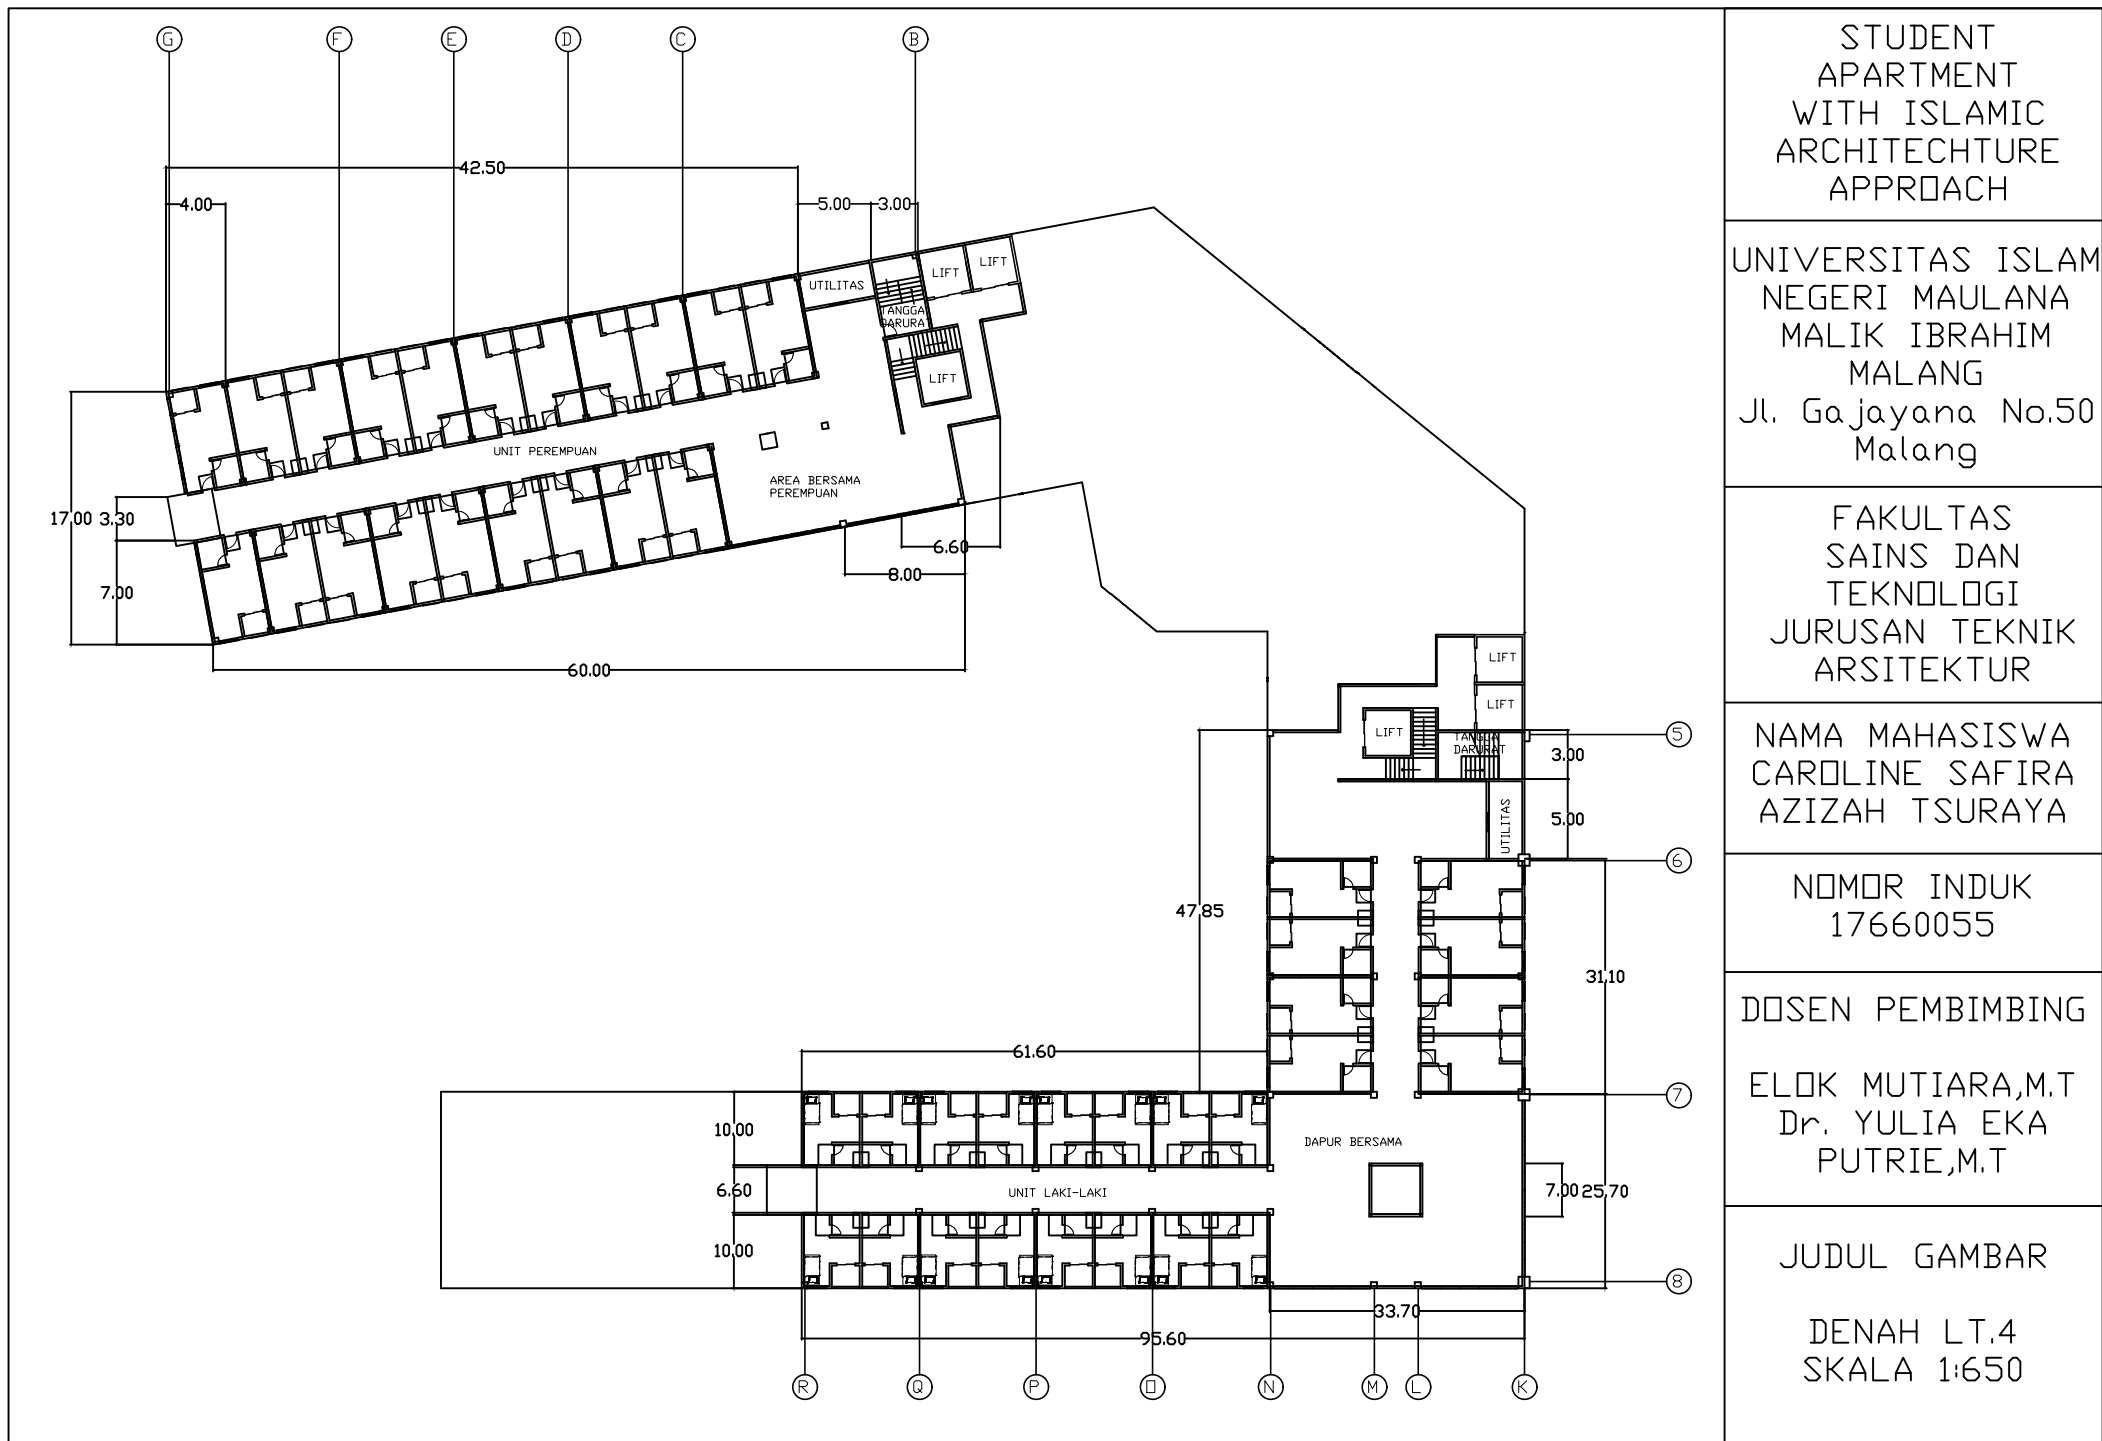 G
F
E
D
C
B
42.50
4.00
5.00
3.00
LIFT
LIFT
UTILITAS
TANGGA
DARURAT
LIFT
UNIT PEREMPUAN
AREA BERSAMA
PEREMPUAN
17.00
3.30
7.00
6.60
8.00
60.00
LIFT
LIFT
LIFT
TANGGA
DARURAT
5
3.00
5.00
UTILITAS
6
47.85
31.10
61.60
7
10.00
DAPUR BERSAMA
6.60
UNIT LAKI-LAKI
7.00
25.70
10.00
8
33.70
95.60
R
Q
P
O
N
M
L
K
STUDENT
APARTMENT
WITH ISLAMIC
ARCHITECHTURE
APPROACH
UNIVERSITAS ISLAM
NEGERI MAULANA
MALIK IBRAHIM
MALANG
Jl. Gajayana No.50
Malang
FAKULTAS
SAINS DAN
TEKNOLOGI
JURUSAN TEKNIK
ARSITEKTUR
NAMA MAHASISWA
CAROLINE SAFIRA
AZIZAH TSURAYA
NOMOR INDUK
17660055
DOSEN PEMBIMBING
ELOK MUTIARA,M.T
Dr. YULIA EKA
PUTRIE,M.T
JUDUL GAMBAR
DENAH LT.4
SKALA 1:650